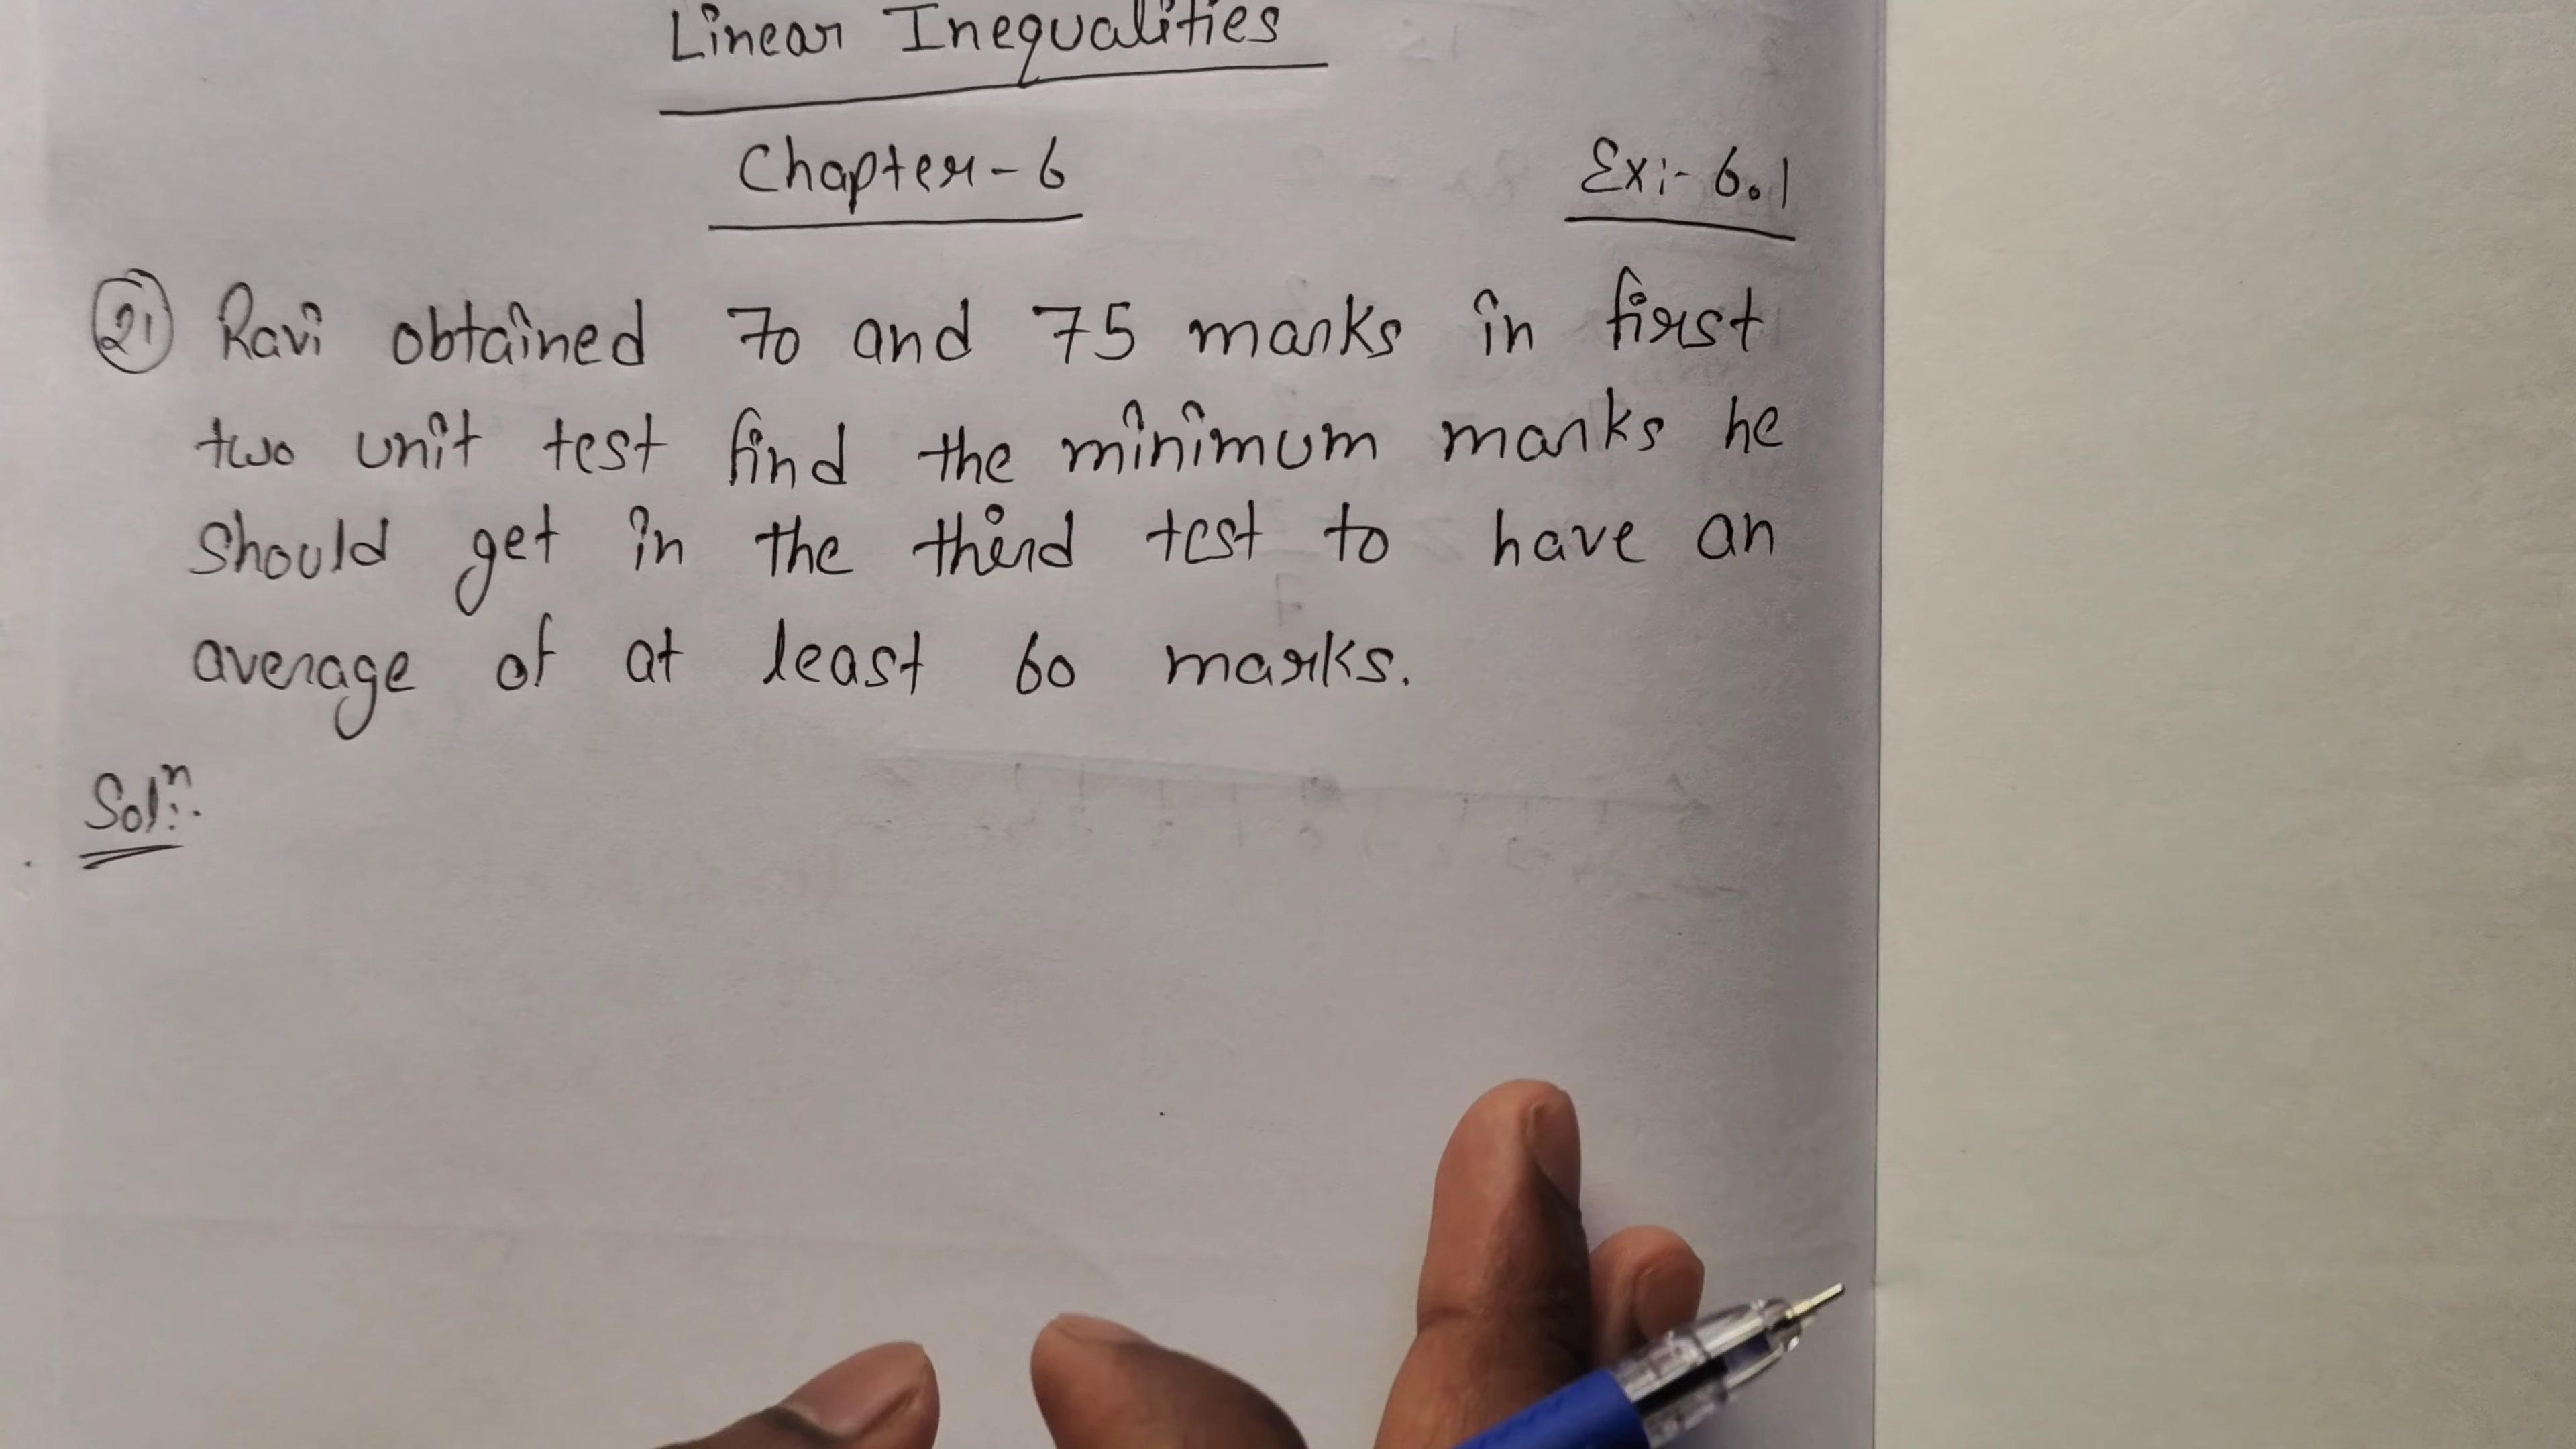 Linear Inequalities
Chapter-6
Ex:- 6.1
21 Ravi obtained 70 and 75 marks in first
two unit test find the minimum marks he
should get in the third test to have an
average of at least 60 marks.
Solⁿ:.